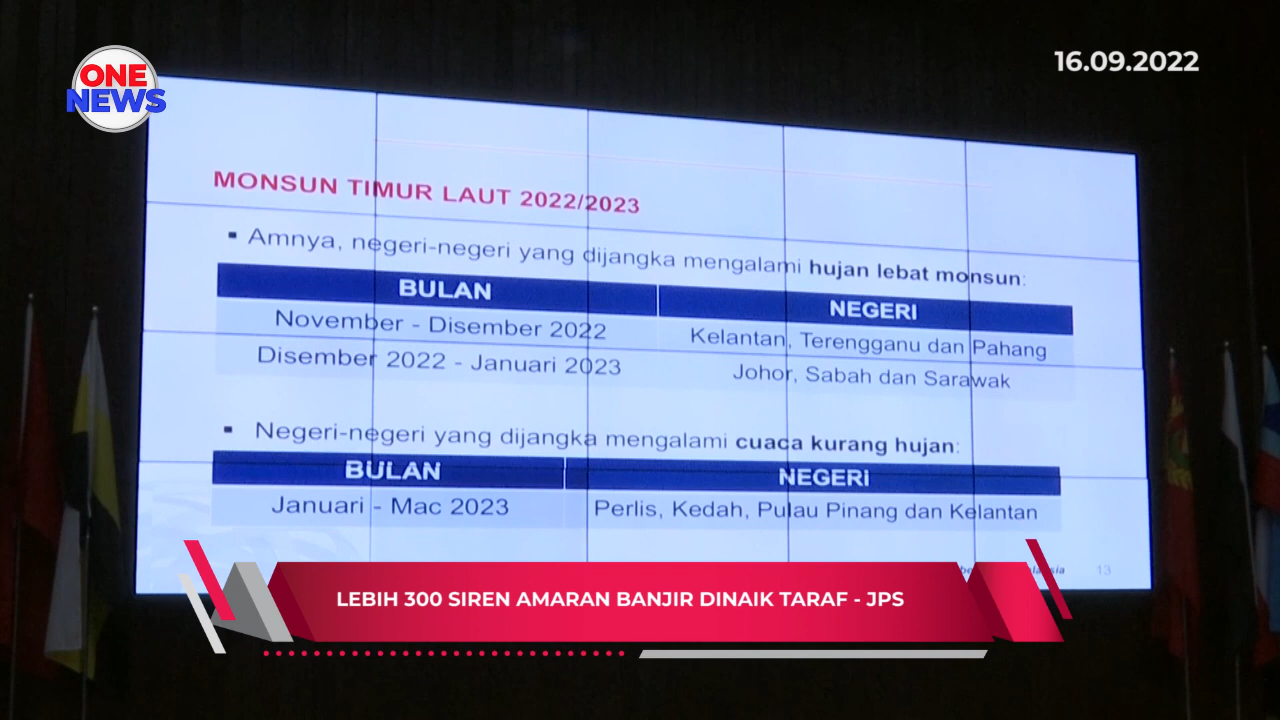 ONE
NEWS
16.09.2022
MONSUN TIMUR LAUT 2022/2023
▪ Amnya, negeri-negeri yang dijangka mengalami hujan lebat monsun:
BULAN NEGERI
November - Disember 2022 Kelantan, Terengganu dan Pahang
Disember 2022 - Januari 2023 Johor, Sabah dan Sarawak
▪ Negeri-negeri yang dijangka mengalami cuaca kurang hujan:
BULAN NEGERI
Januari - Mac 2023 Perlis, Kedah, Pulau Pinang dan Kelantan
13
LEBIH 300 SIREN AMARAN BANJIR DINAIK TARAF - JPS